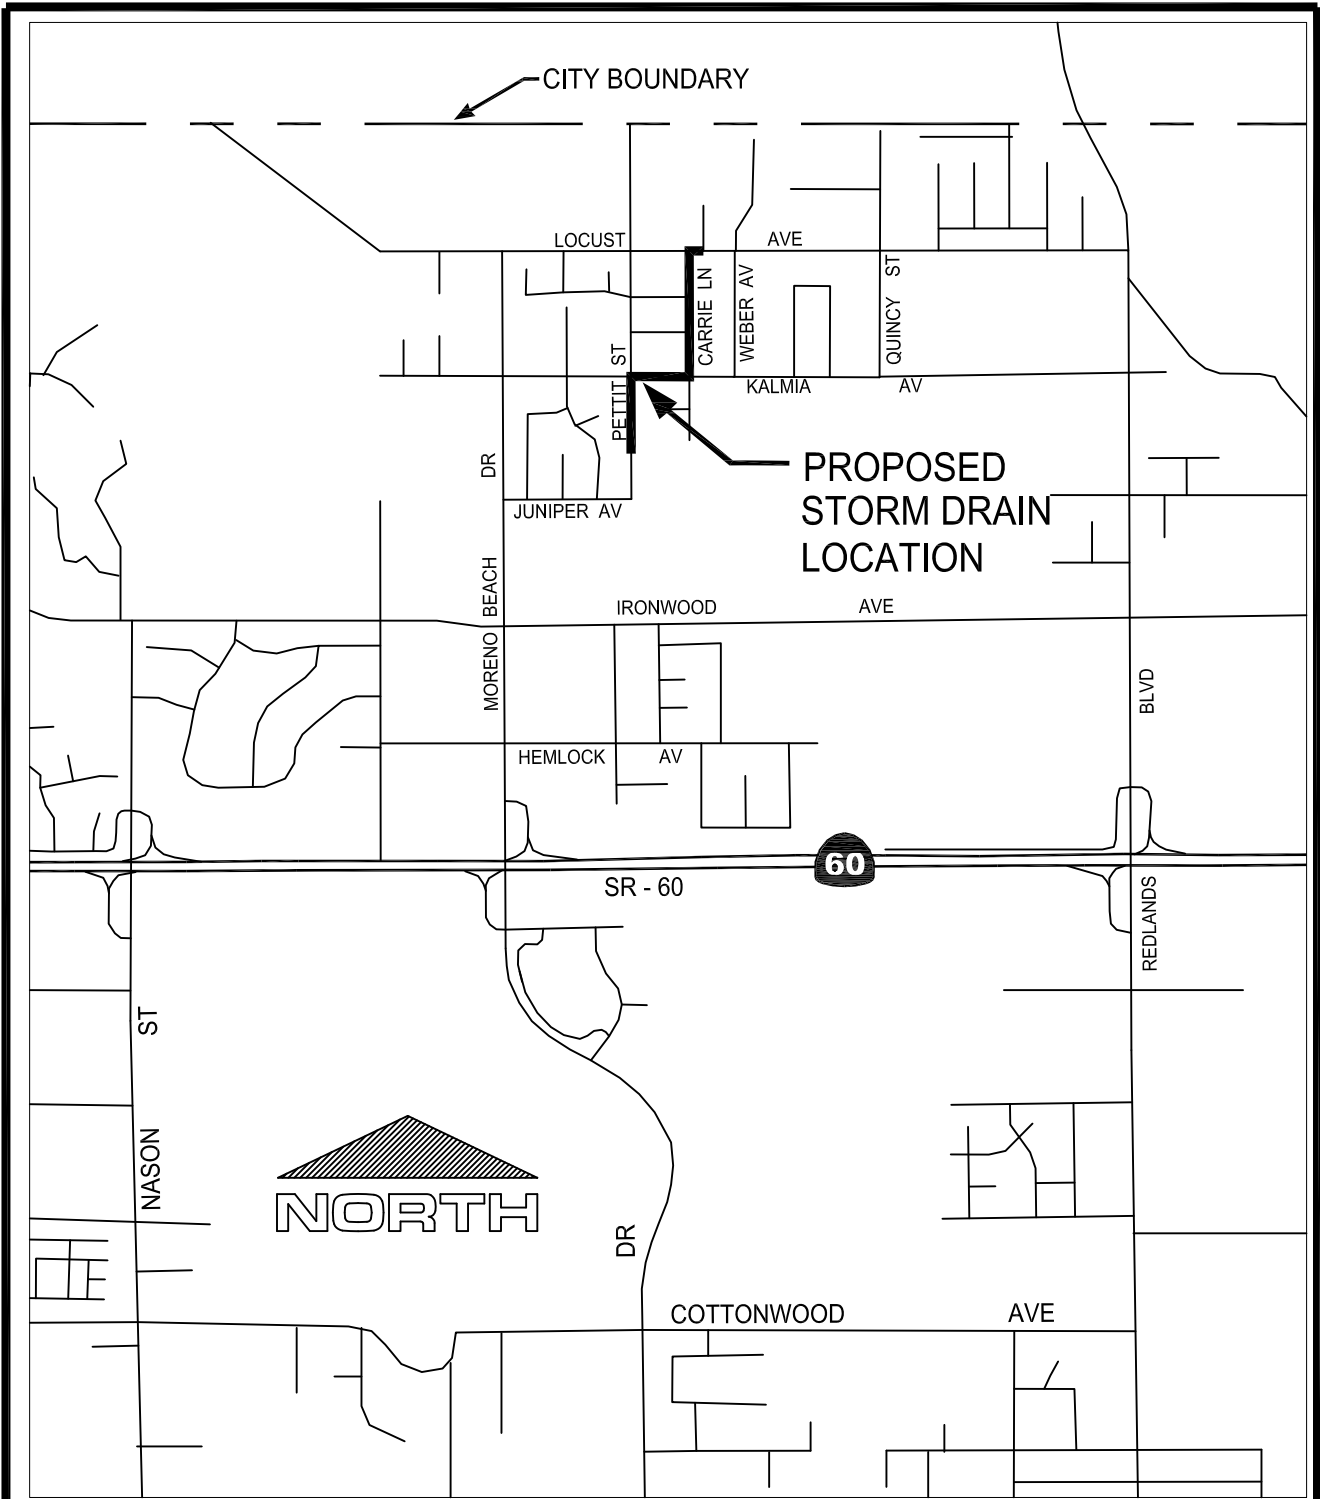 CITY BOUNDARY
LOCUST AVE
CARRIE LN
WEBER AV
QUINCY ST
PETTIT ST
KALMIA AV
PROPOSED
STORM DRAIN
LOCATION
JUNIPER AV
MORENO BEACH DR
IRONWOOD AVE
HEMLOCK AV
REDLANDS BLVD
60
SR - 60
NASON ST
NORTH
DR
COTTONWOOD AVE